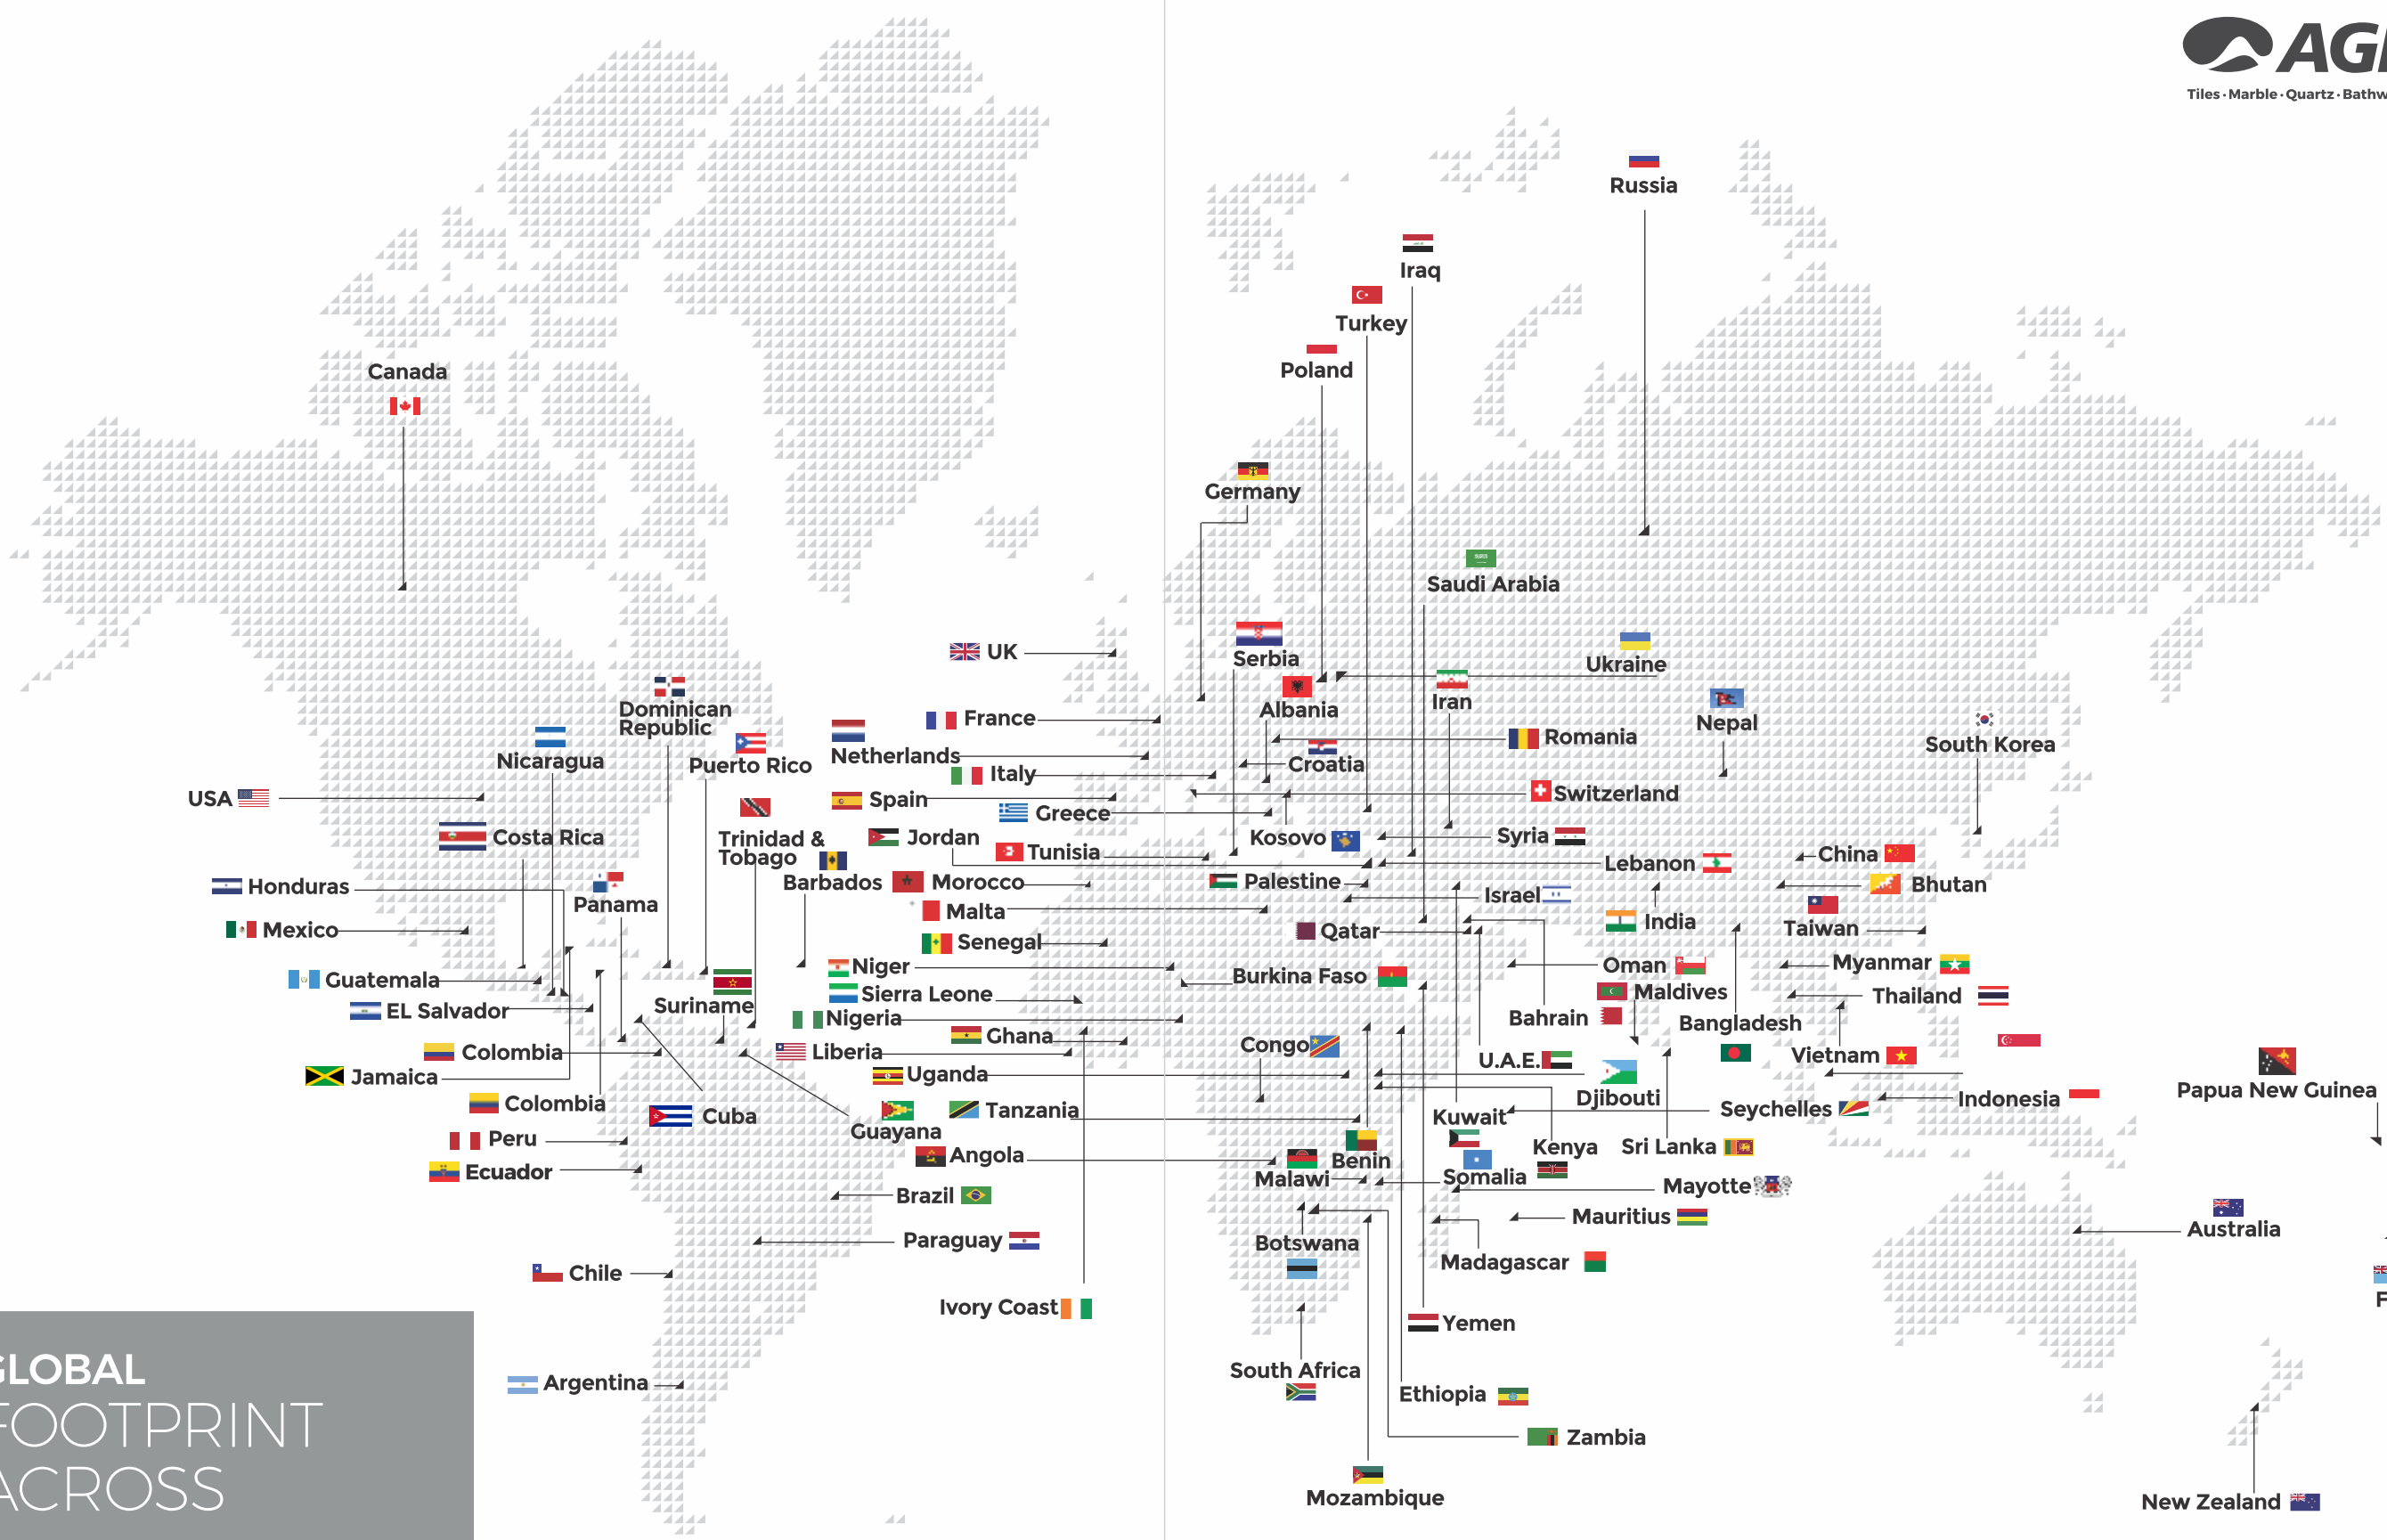 AGL
Tiles · Marble · Quartz · Bathw
Russia
Iraq
Turkey
Poland
Canada
Germany
Saudi Arabia
UK
Serbia
Ukraine
Albania
Iran
Dominican
Republic
France
Nepal
Romania
South Korea
Nicaragua
Puerto Rico
Netherlands
Croatia
Italy
USA
Spain
Switzerland
Greece
Costa Rica
Trinidad &
Tobago
Jordan
Kosovo
Syria
Tunisia
China
Lebanon
Honduras
Barbados
Morocco
Palestine
Bhutan
Israel
Panama
Malta
India
Mexico
Qatar
Taiwan
Senegal
Niger
Oman
Myanmar
Guatemala
Burkina Faso
Sierra Leone
Maldives
Thailand
EL Salvador
Suriname
Nigeria
Bahrain
Bangladesh
Ghana
Congo
Colombia
Liberia
U.A.E.
Vietnam
Jamaica
Uganda
Djibouti
Papua New Guinea
Colombia
Cuba
Tanzania
Kuwait
Seychelles
Indonesia
Guayana
Peru
Kenya
Sri Lanka
Angola
Benin
Ecuador
Malawi
Somalia
Mayotte
Brazil
Mauritius
Australia
Paraguay
Botswana
Madagascar
Chile
Ivory Coast
F
Yemen
GLOBAL
South Africa
Argentina
Ethiopia
FOOTPRINT
Zambia
ACROSS
Mozambique
New Zealand